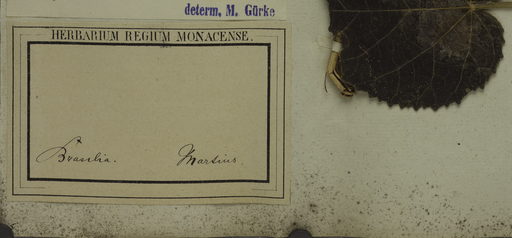 determ, M. Gürke
HERBARIUM REGIUM MONACENSE.
Brasilia. Martius.